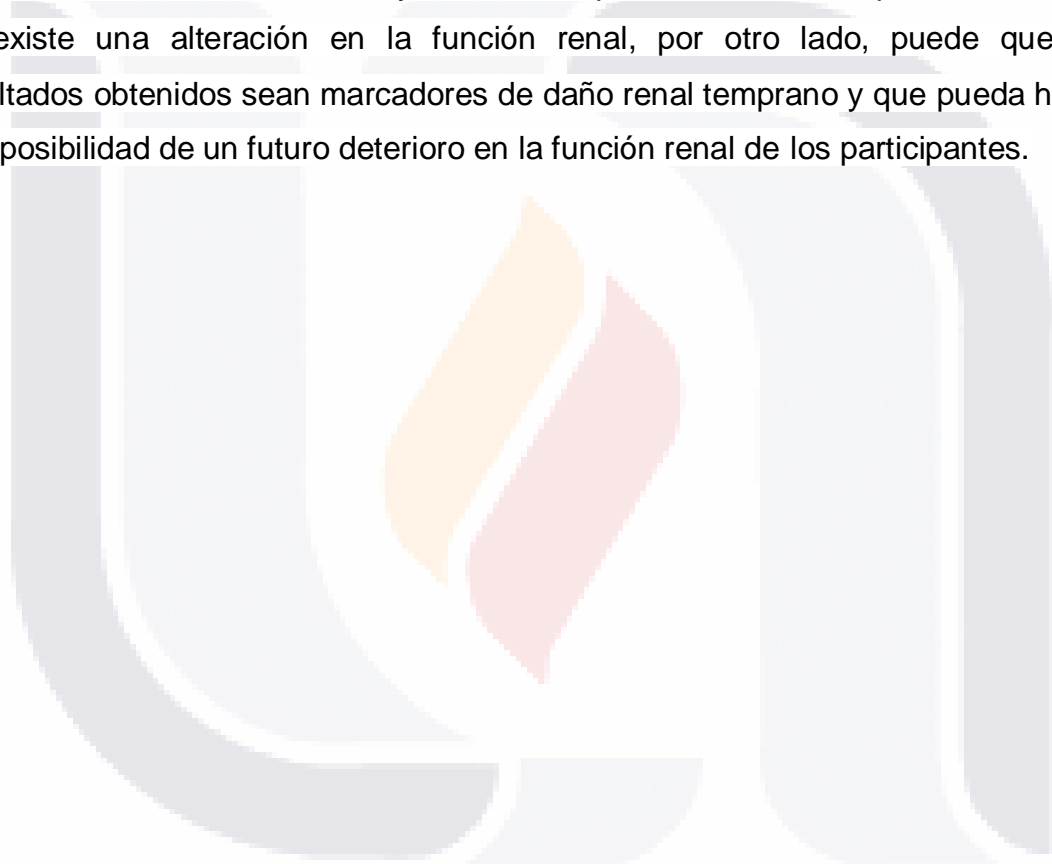 existe una alteración en la función renal, por otro lado, puede que
ltados obtenidos sean marcadores de daño renal temprano y que pueda h
posibilidad de un futuro deterioro en la función renal de los participantes.